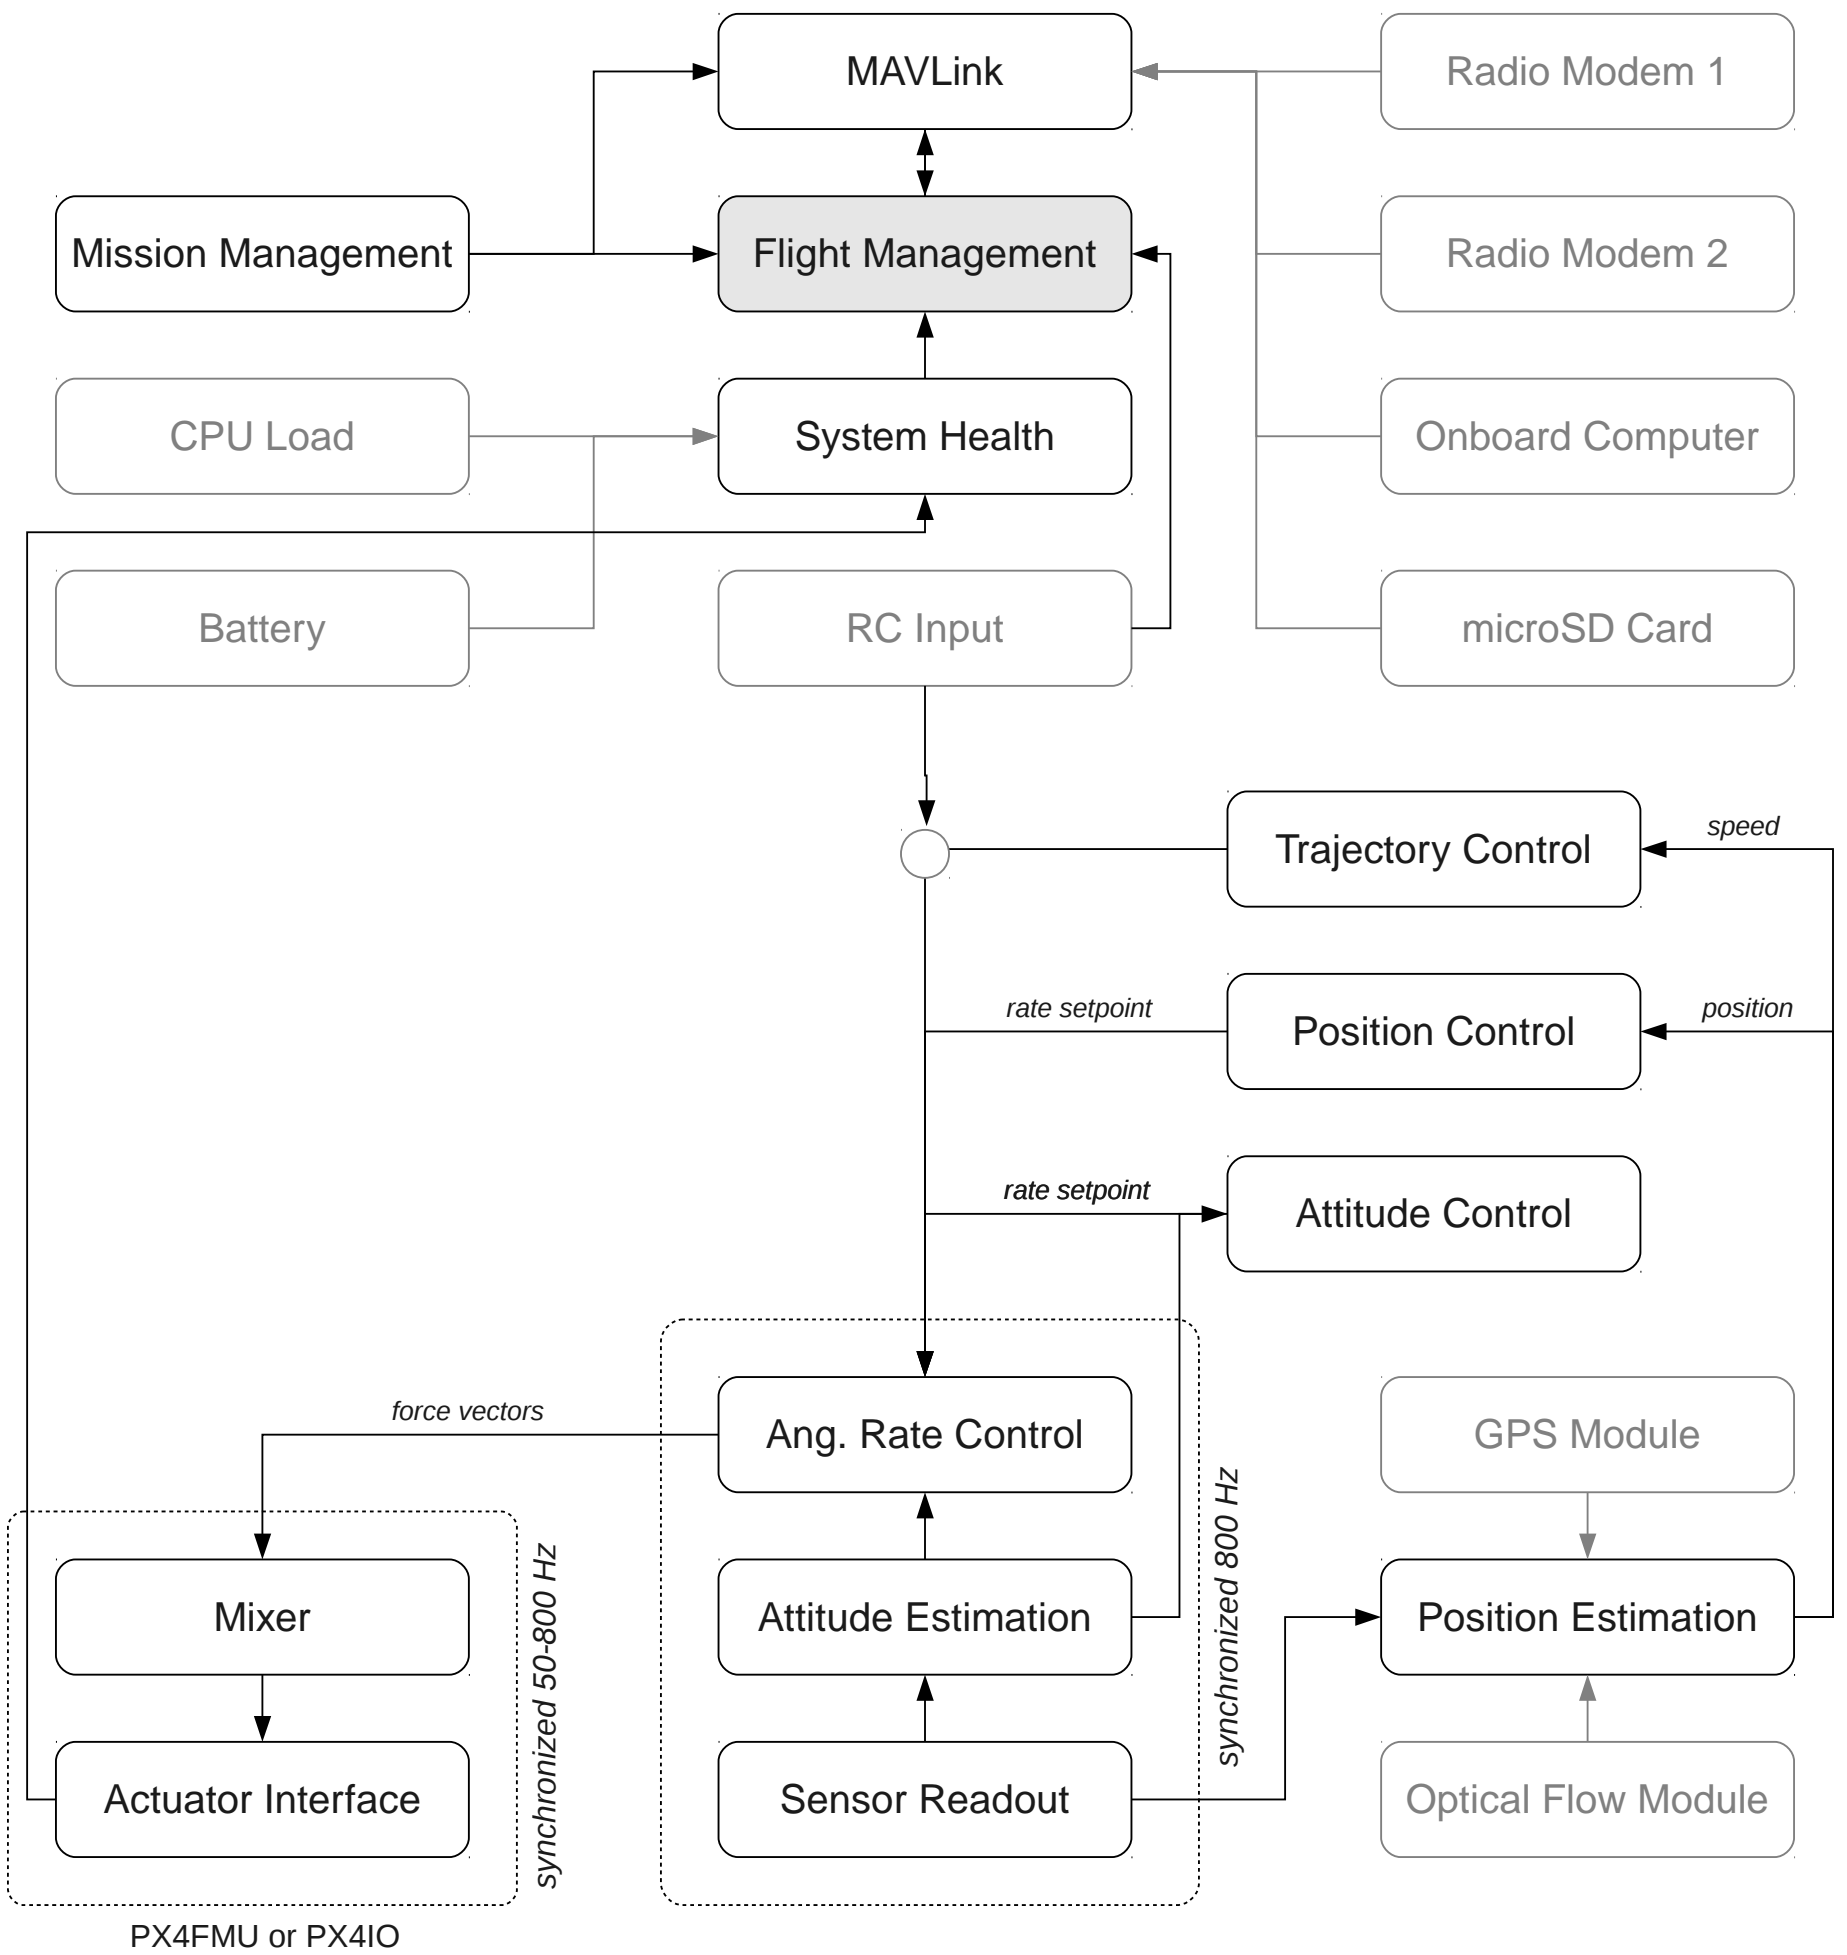 MAVLink
Radio Modem 1
Mission Management
Flight Management
Radio Modem 2
CPU Load
System Health
Onboard Computer
Battery
RC Input
microSD Card
Trajectory Control
speed
rate setpoint
Position Control
position
rate setpoint
Attitude Control
force vectors
Ang. Rate Control
GPS Module
Mixer
synchronized 50-800 Hz
Attitude Estimation
synchronized 800 Hz
Position Estimation
Actuator Interface
Sensor Readout
Optical Flow Module
PX4FMU or PX4IO